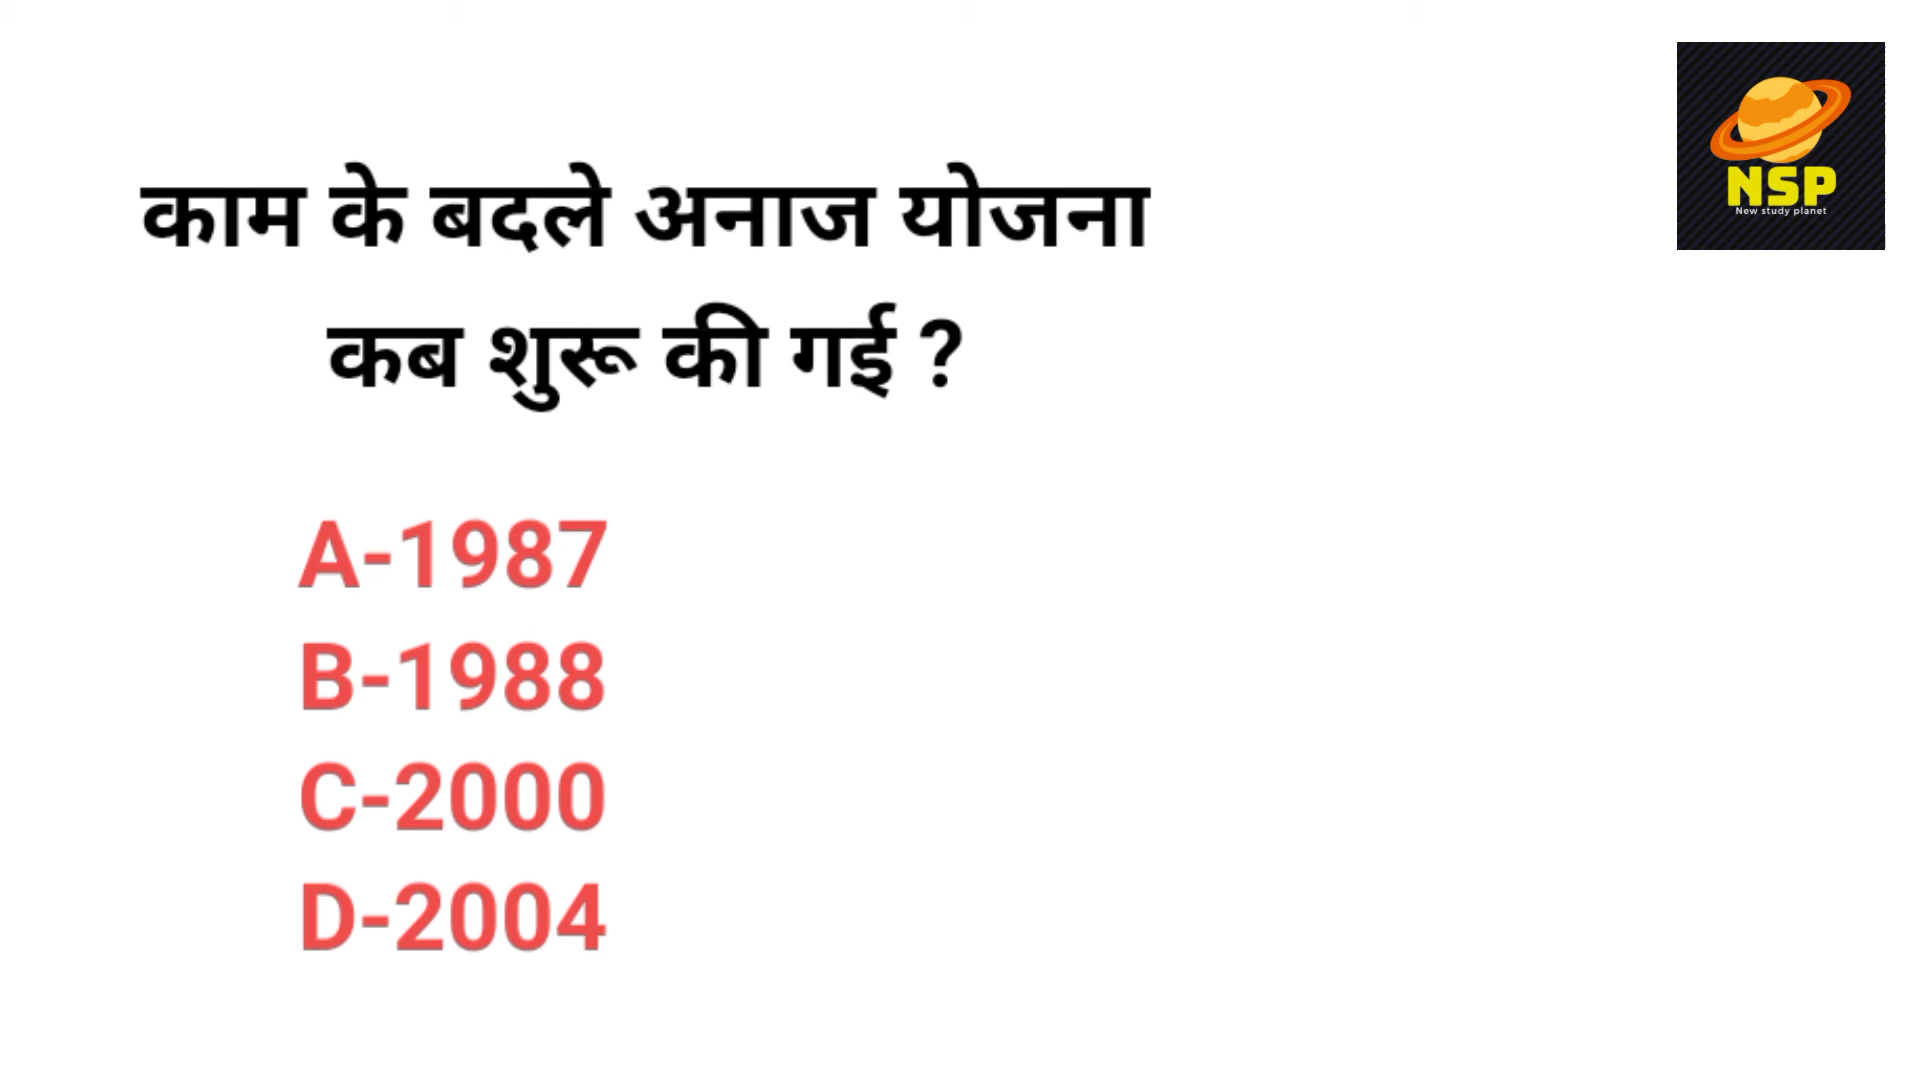 काम के बदले अनाज योजना
कब शुरू की गई ?
A-1987
B-1988
C-2000
D-2004
NSP
New study planet